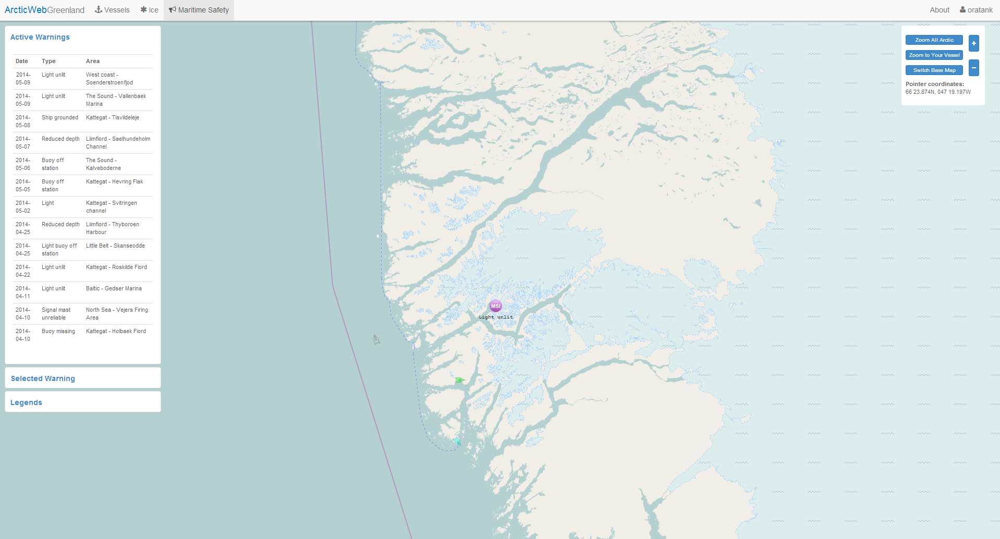 ArcticWebGreenland Vessels Ice Maritime Safety About oratank
Active Warnings
Date Type Area
2014- Light unlit West coast -
05-09 Soenderstroenfjod
2014- Light unlit The Sound - Vallenbaek
05-09 Marina
2014- Ship grounded Kattegat - Tisvildeleje
05-08
2014- Reduced depth Liimfiord - Saelhundeholm
05-07 Channel
2014- Buoy off The Sound -
05-06 station Kalveboderne
2014- Buoy off Kattegat - Hevring Flak
05-05 station
2014- Light Kattegat - Svitringen
05-02 channel
2014- Reduced depth Liimfiord - Thyboroen
04-25 Harbour
2014- Light buoy off Little Belt - Skanseodde
04-25 station
2014- Light unlit Kattegat - Roskilde Fiord
04-22
2014- Light unlit Baltic - Gedser Marina
04-11
2014- Signal mast North Sea - Vejers Firing
04-10 unreliable Area
2014- Buoy missing Kattegat - Holbaek Fiord
04-10
Selected Warning
Legends
MSI
Light unlit
Zoom All Arctic +
Zoom to Your Vessel
Switch Base Map −
Pointer coordinates:
66 23.874N, 047 19.197W